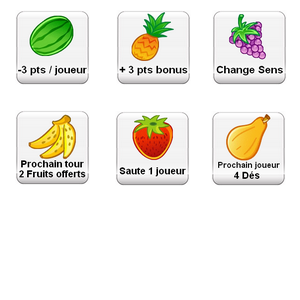 -3 pts / joueur
+ 3 pts bonus
Change Sens
Prochain tour
2 Fruits offerts
Saute 1 joueur
Prochain joueur
4 Dés